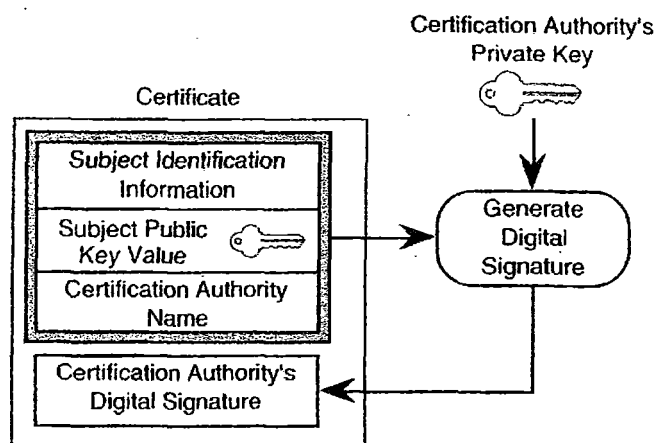 Certification Authority's
Private Key
Certificate
Subject Identification
Information
Subject Public
Key Value
Certification Authority
Name
Generate
Digital
Signature
Certification Authority's
Digital Signature